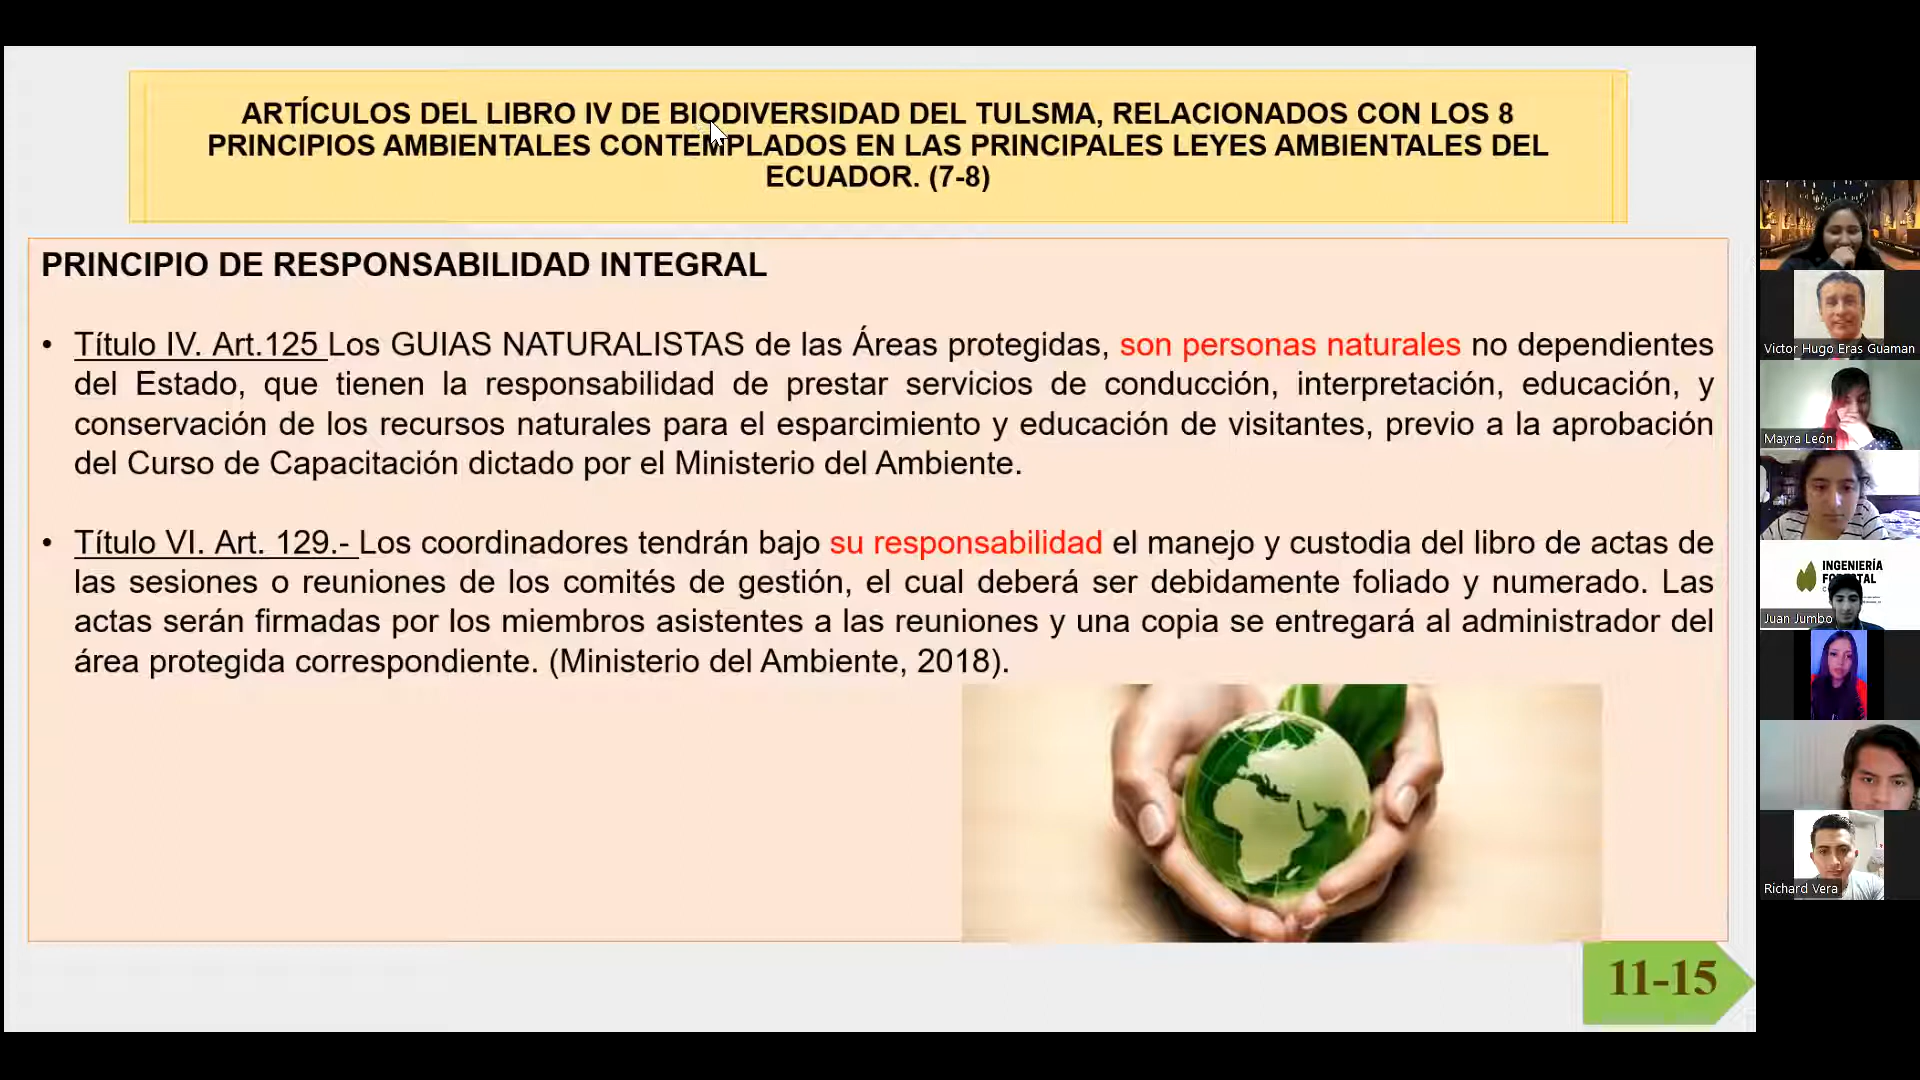 ARTÍCULOS DEL LIBRO IV DE BIODIVERSIDAD DEL TULSMA, RELACIONADOS CON LOS 8
PRINCIPIOS AMBIENTALES CONTEMPLADOS EN LAS PRINCIPALES LEYES AMBIENTALES DEL
ECUADOR. (7-8)
PRINCIPIO DE RESPONSABILIDAD INTEGRAL
• Título IV. Art.125 Los GUIAS NATURALISTAS de las Áreas protegidas, son personas naturales no dependientes
del Estado, que tienen la responsabilidad de prestar servicios de conducción, interpretación, educación, y
conservación de los recursos naturales para el esparcimiento y educación de visitantes, previo a la aprobación
del Curso de Capacitación dictado por el Ministerio del Ambiente.
• Título VI. Art. 129.- Los coordinadores tendrán bajo su responsabilidad el manejo y custodia del libro de actas de
las sesiones o reuniones de los comités de gestión, el cual deberá ser debidamente foliado y numerado. Las
actas serán firmadas por los miembros asistentes a las reuniones y una copia se entregará al administrador del
área protegida correspondiente. (Ministerio del Ambiente, 2018).
11-15
Victor Hugo Eras Guaman
Mayra León
INGENIERÍA
Juan Jumbo
Richard Vera